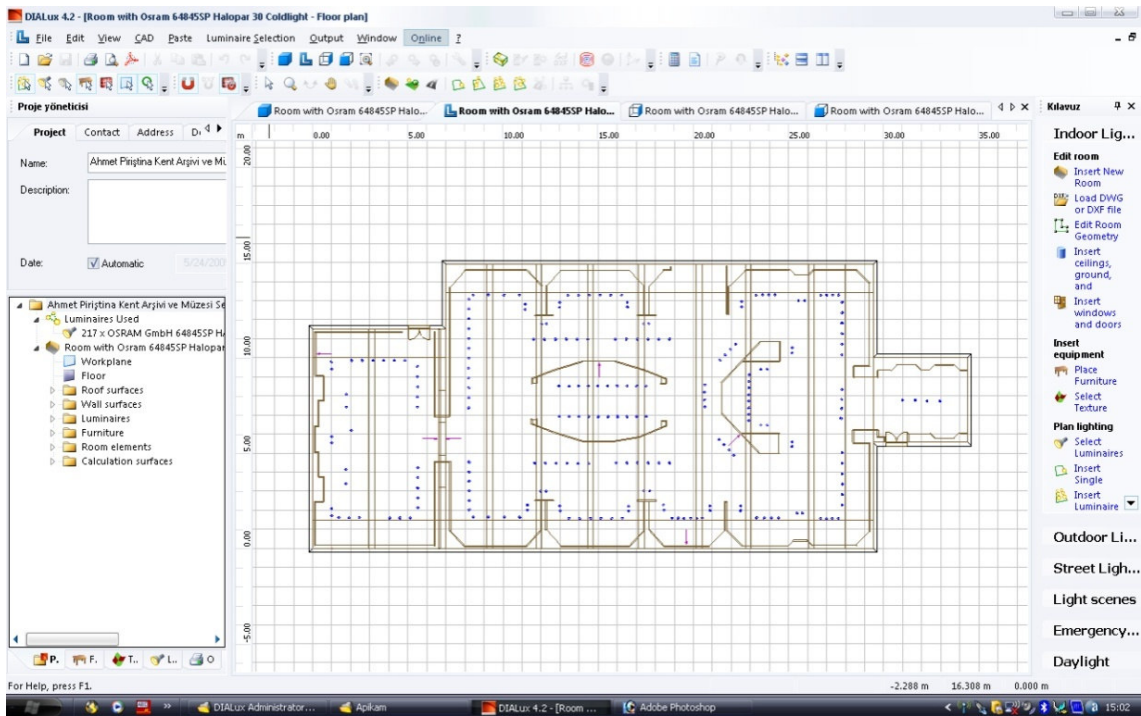 DIALux 4.2 - [Room with Osram 64845SP Halopar 30 Coldlight - Floor plan]
File Edit View CAD Paste Luminaire Selection Output Window Online ?
Proje yöneticisi
Project Contact Address
Name: Ahmet Piriştina Kent Arşivi ve Mü
Description:
Date: Automatic 5/24/200
Ahmet Piriştina Kent Arşivi ve Müzesi Se
Luminaires Used
217 x OSRAM GmbH 64845SP H
Room with Osram 64845SP Halopar
Workplane
Floor
Roof surfaces
Wall surfaces
Luminaires
Furniture
Room elements
Calculation surfaces
P. F. T.. L.. O
Room with Osram 64845SP Halo... Room with Osram 64845SP Halo... Room with Osram 64845SP Halo... Room with Osram 64845SP Halo...
m 0.00 5.00 10.00 15.00 20.00 25.00 30.00 35.00
20.00
15.00
10.00
5.00
0.00
-5.00
Kılavuz
Indoor Lig...
Edit room
Insert New
Room
Load DWG
or DXF file
Edit Room
Geometry
Insert
ceilings,
ground,
and
Insert
windows
and doors
Insert
equipment
Place
Furniture
Select
Texture
Plan lighting
Select
Luminaires
Insert
Single
Insert
Luminaire
Outdoor Li...
Street Ligh...
Light scenes
Emergency...
Daylight
For Help, press F1. -2.288 m 16.308 m 0.000 m
DIALux Administrator... Apikam DIALux 4.2 - [Room ... Adobe Photoshop 15:02